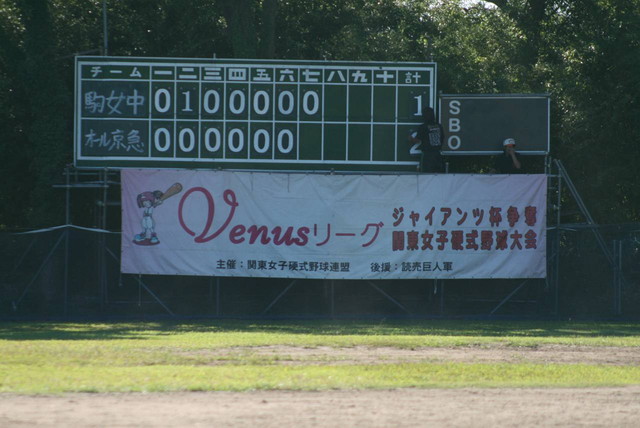 チーム 一 二 三 四 五 六 七 八 九 十 計
駒女中 0 1 0 0 0 0 0 1
オール京急 0 0 0 0 0 0
S
B
O
Venusリーグ
ジャイアンツ杯争奪
関東女子硬式野球大会
主催：関東女子硬式野球連盟 後援：読売巨人軍